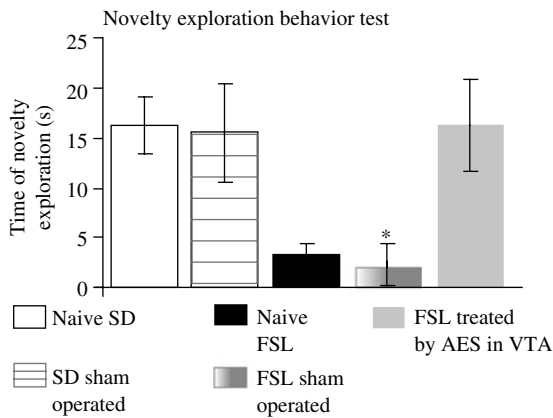 Novelty exploration behavior test
Time of novelty
exploration (s)
25
20
15
10
5
0
*
Naive SD
Naive
FSL
FSL treated
by AES in VTA
SD sham
operated
FSL sham
operated